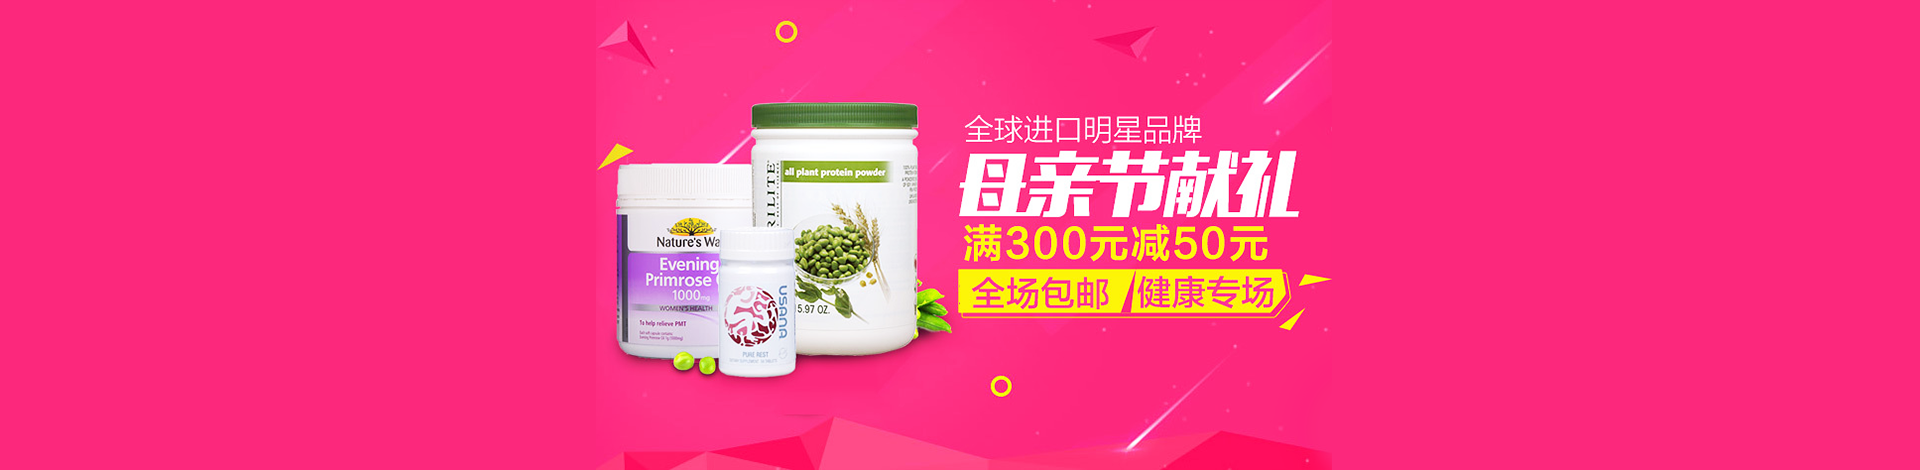 全球进口明星品牌
母亲节献礼
满300元减50元
全场包邮 / 健康专场
Nature's Wa
Evening
Primrose
1000mg
WOMEN'S HEALTH
To help relieve PMT
RILITE
all plant protein powder
5.97 OZ.
USANA
PURE REST